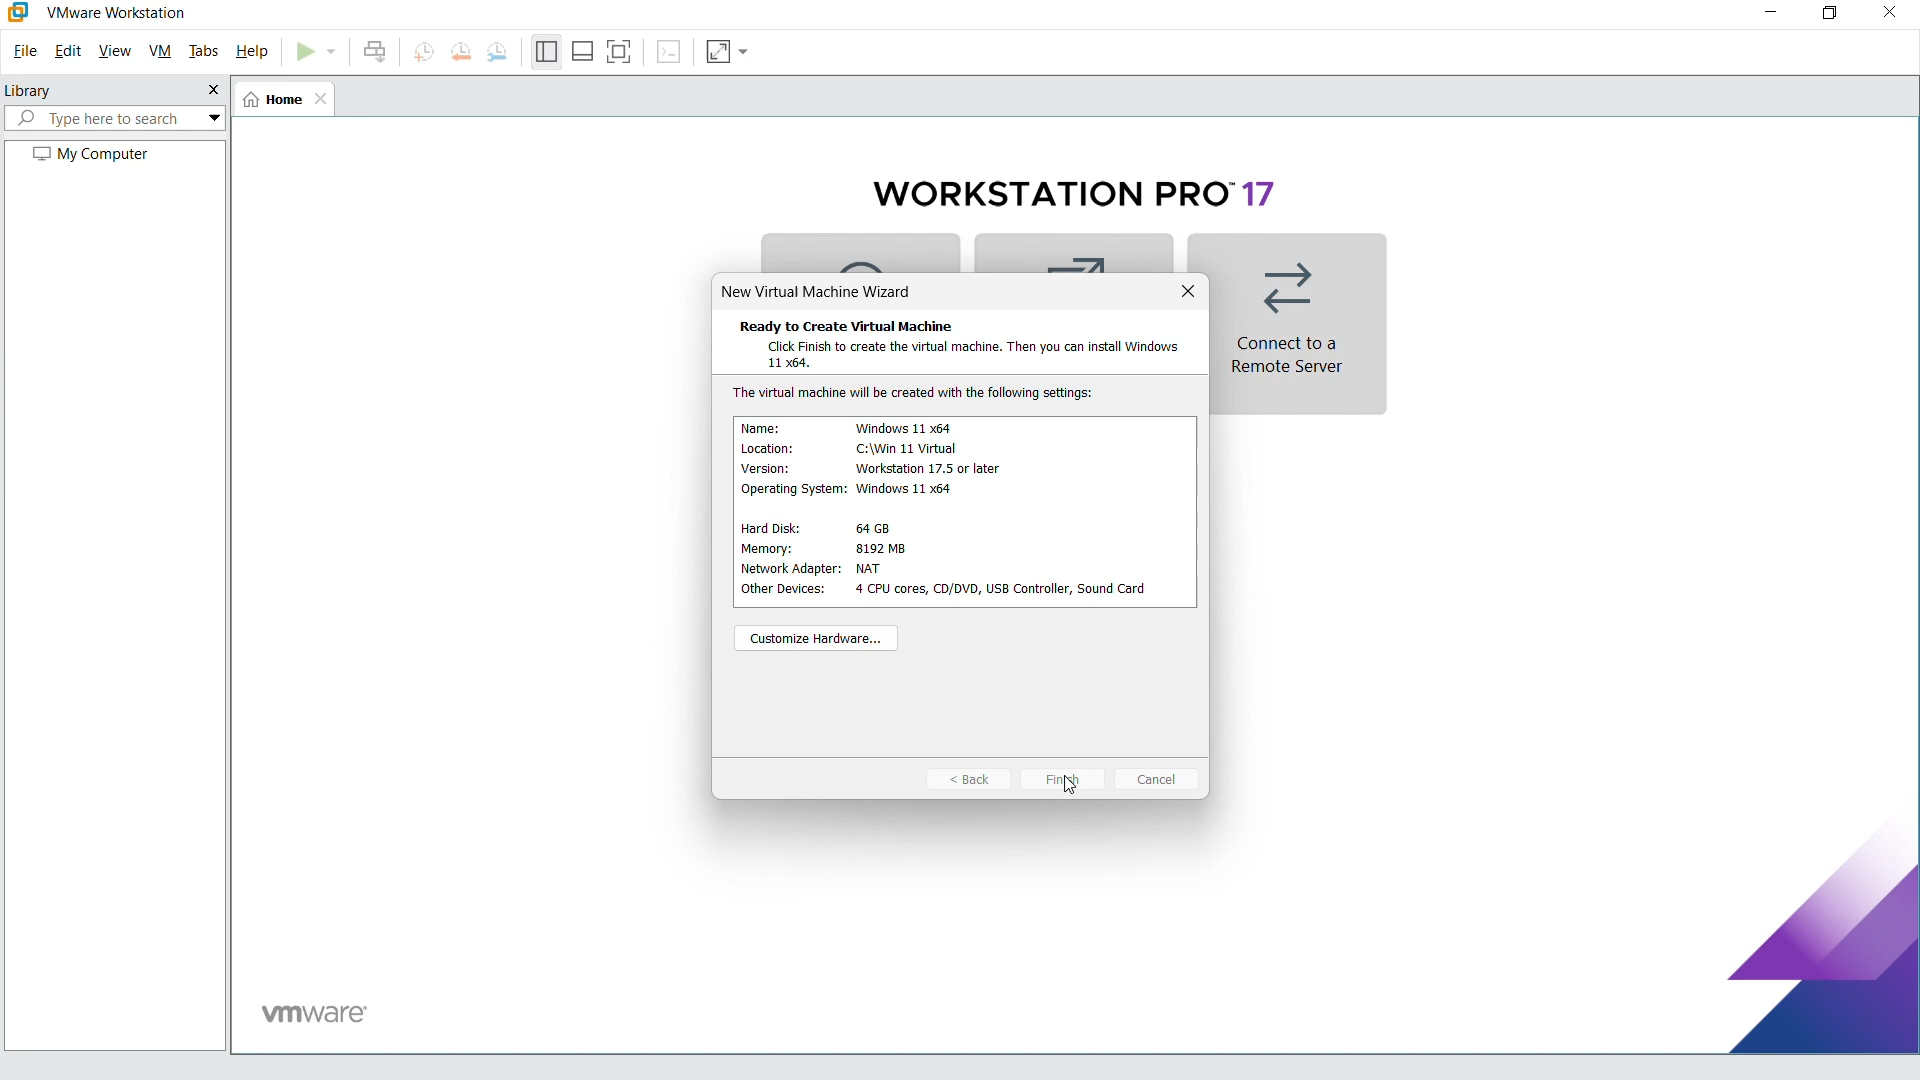 VMware Workstation
File Edit View VM Tabs Help
Library
Type here to search
My Computer
Home
WORKSTATION PRO™ 17
Connect to a
Remote Server
New Virtual Machine Wizard
Ready to Create Virtual Machine
Click Finish to create the virtual machine. Then you can install Windows
11 x64.
The virtual machine will be created with the following settings:
Name: Windows 11 x64
Location: C:\Win 11 Virtual
Version: Workstation 17.5 or later
Operating System: Windows 11 x64
Hard Disk: 64 GB
Memory: 8192 MB
Network Adapter: NAT
Other Devices: 4 CPU cores, CD/DVD, USB Controller, Sound Card
Customize Hardware...
< Back Finish Cancel
vmware